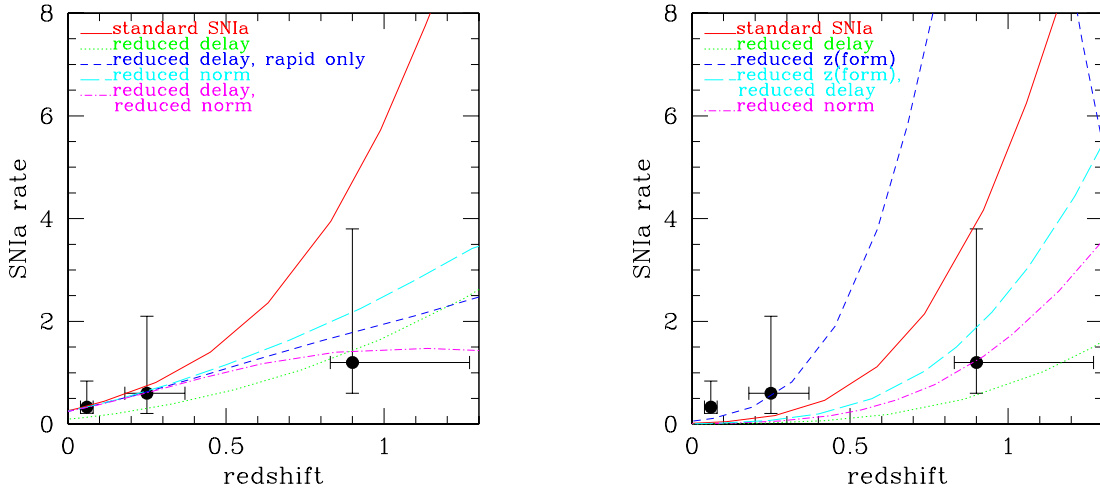 standard SNIa
reduced delay
reduced delay, rapid only
reduced norm
reduced delay,
reduced norm
8
6
4
2
0
SNIa rate
0
0.5
1
redshift
standard SNIa
reduced delay
reduced z(form)
reduced z(form),
reduced delay
reduced norm
8
6
4
2
0
SNIa rate
0
0.5
1
redshift